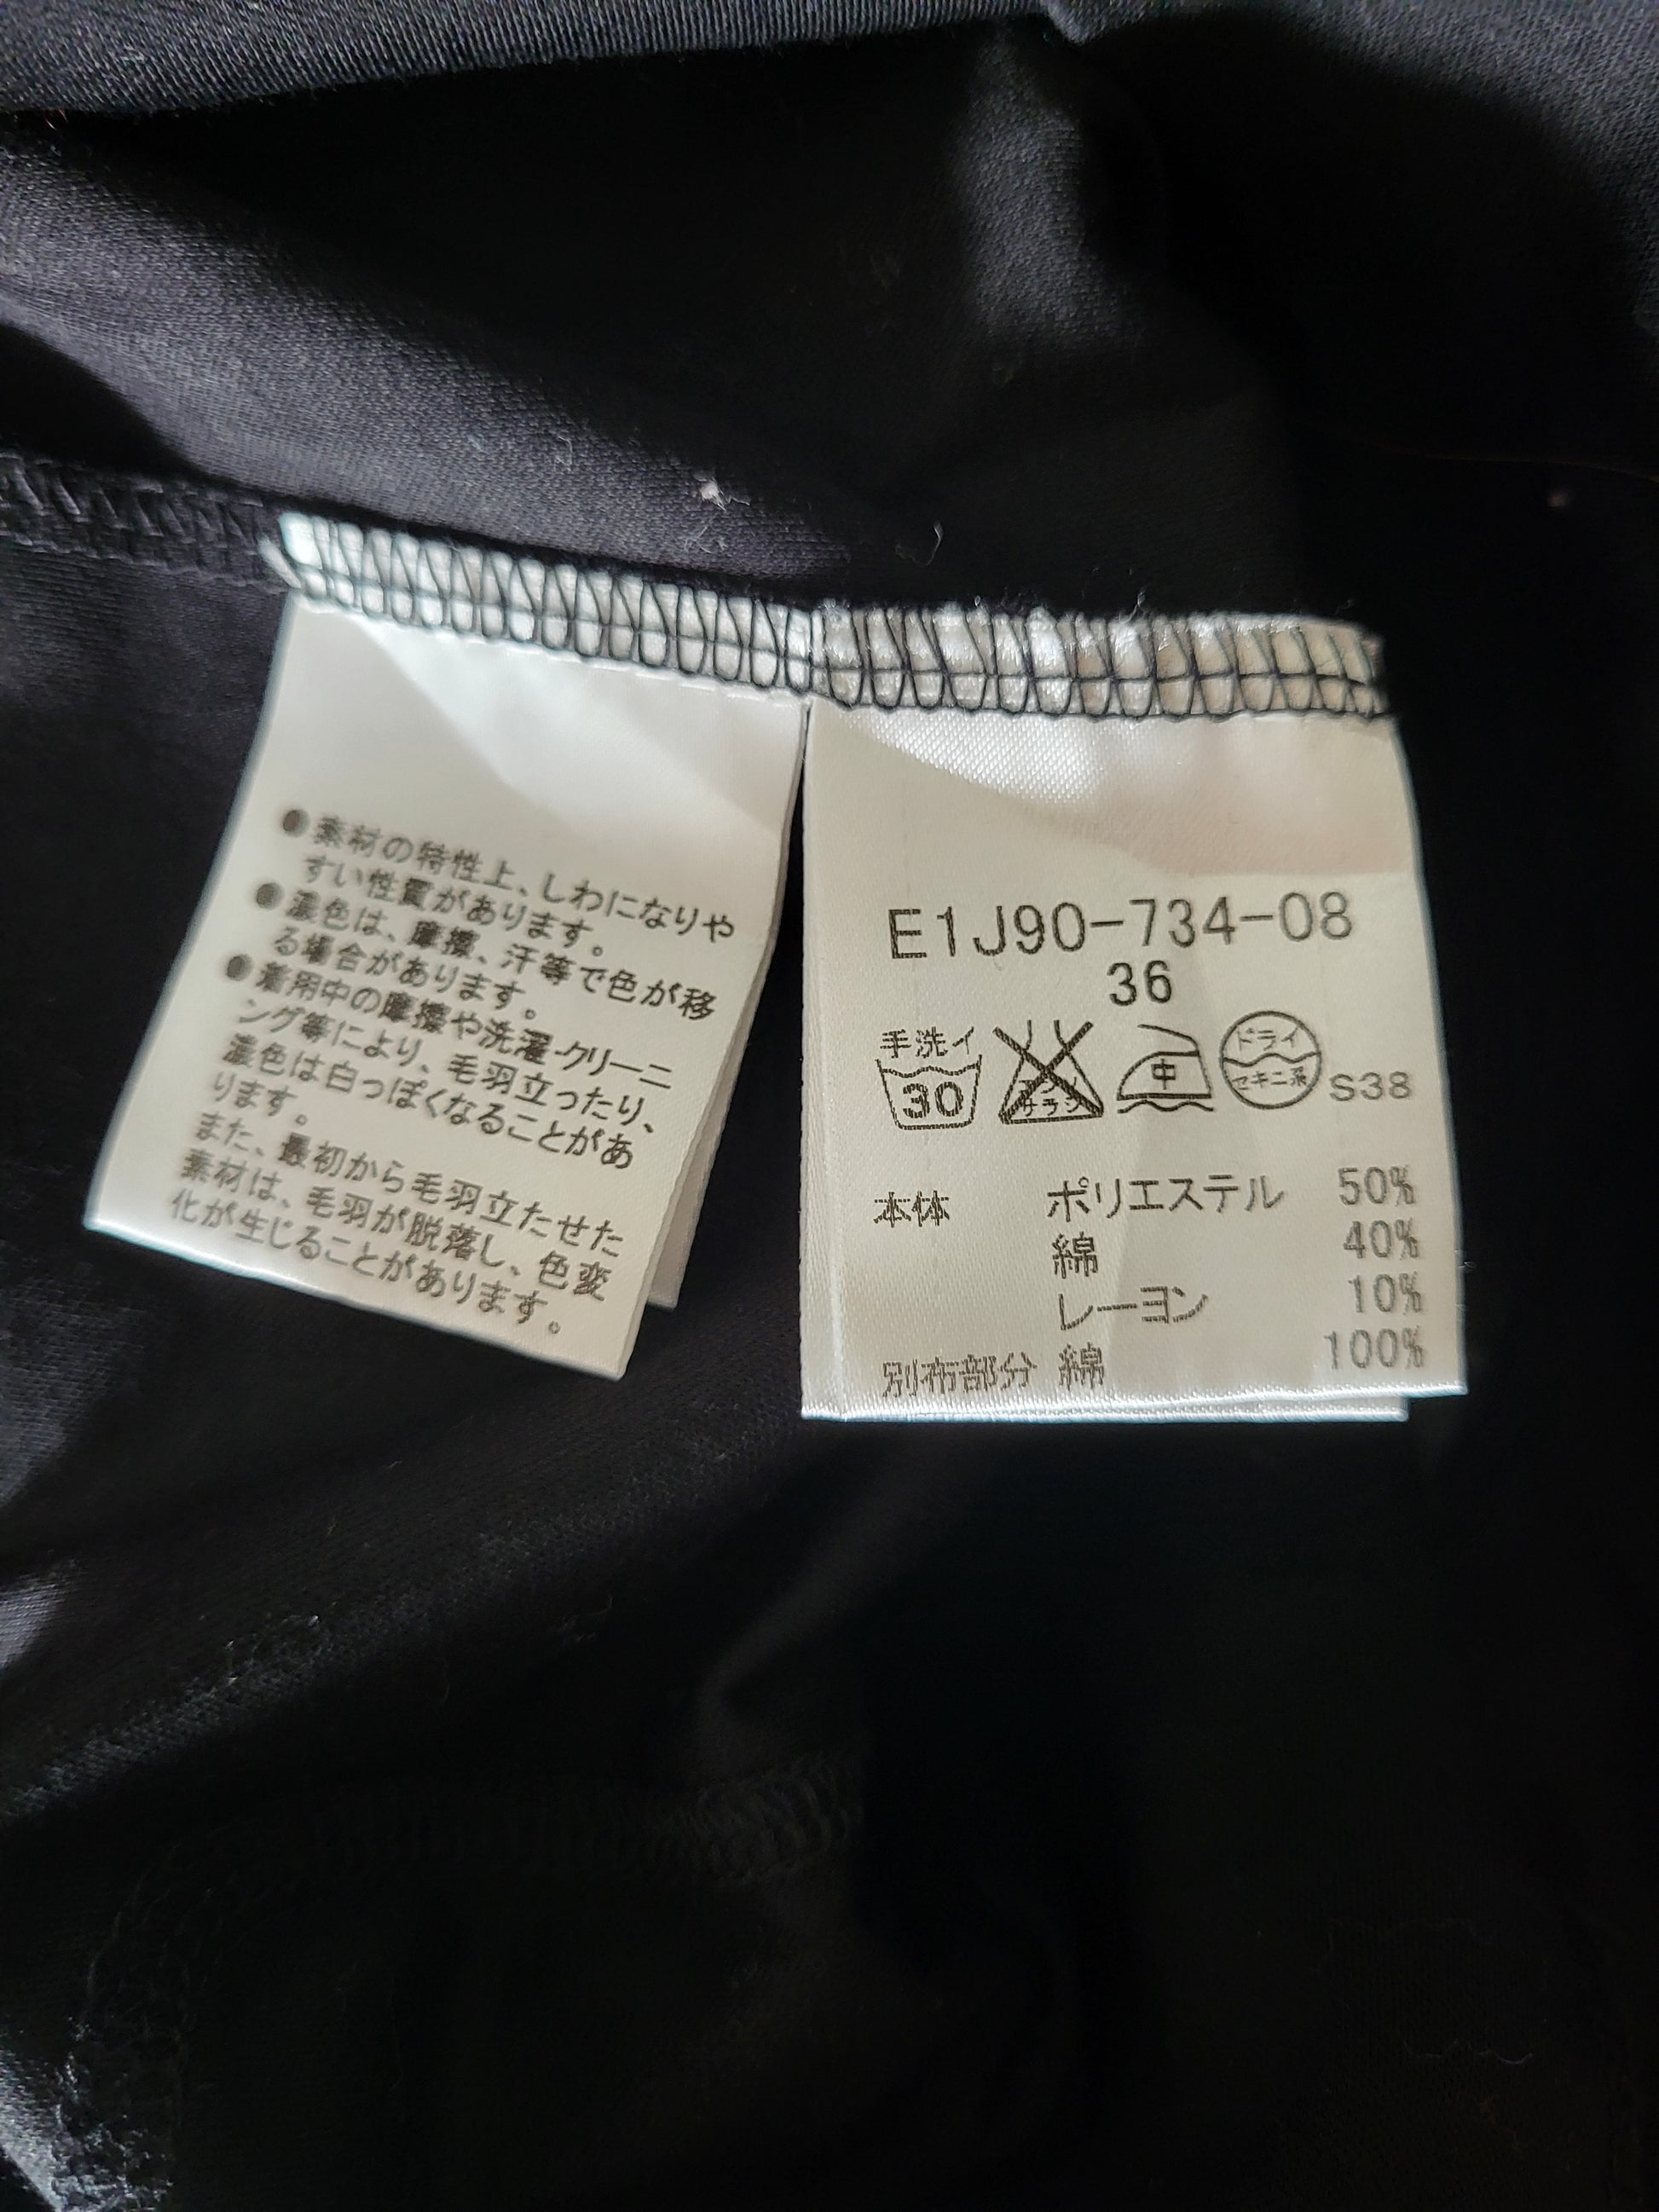 ●素材の特性上、しわになりや
すい性質があります。
●濃色は、摩擦、汗等で色が移
る場合があります。
●着用中の摩擦や洗濯・クリーニ
ング等により、毛羽立ったり、
濃色は白っぽくなることがあ
ります。
また、最初から毛羽立たせた
素材は、毛羽が脱落し、色変
化が生じることがあります。
E1J90-734-08
36
手洗イ
30
エンソ
サラシ
中
ドライ
セキユ系
S38
本体 ポリエステル 50%
綿 40%
レーヨン 10%
別布部分 綿 100%